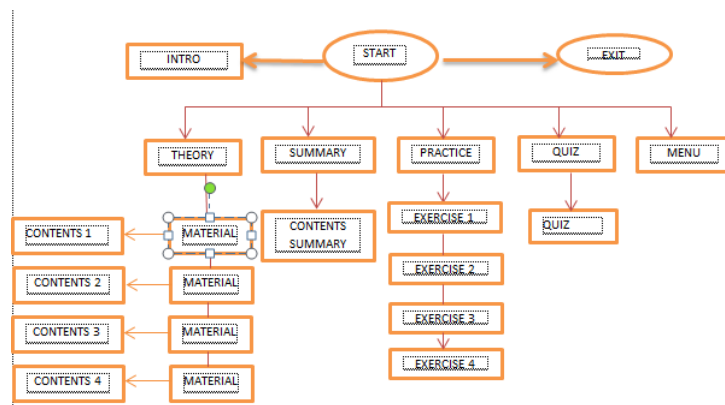 START
INTRO
EXIT
THEORY
SUMMARY
PRACTICE
QUIZ
MENU
CONTENTS 1
MATERIAL
CONTENTS
SUMMARY
EXERCISE 1
QUIZ
CONTENTS 2
MATERIAL
EXERCISE 2
CONTENTS 3
MATERIAL
EXERCISE 3
CONTENTS 4
MATERIAL
EXERCISE 4